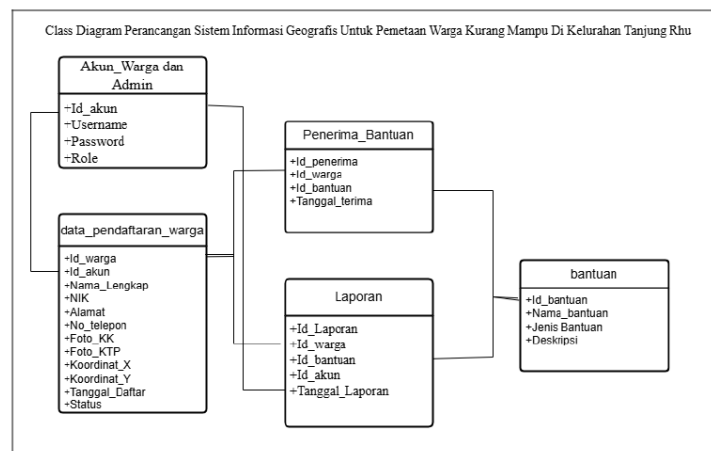 Class Diagram Perancangan Sistem Informasi Geografis Untuk Pemetaan Warga Kurang Mampu Di Kelurahan Tanjung Rhu
Akun_Warga dan
Admin
+Id_akun
+Username
+Password
+Role
data_pendaftaran_warga
+Id_warga
+Id_akun
+Nama_Lengkap
+NIK
+Alamat
+No_telepon
+Foto_KK
+Foto_KTP
+Koordinat_X
+Koordinat_Y
+Tanggal_Daftar
+Status
Penerima_Bantuan
+Id_penerima
+Id_warga
+Id_bantuan
+Tanggal_terima
Laporan
+Id_Laporan
+Id_warga
+Id_bantuan
+Id_akun
+Tanggal_Laporan
bantuan
+Id_bantuan
+Nama_bantuan
+Jenis Bantuan
+Deskripsi